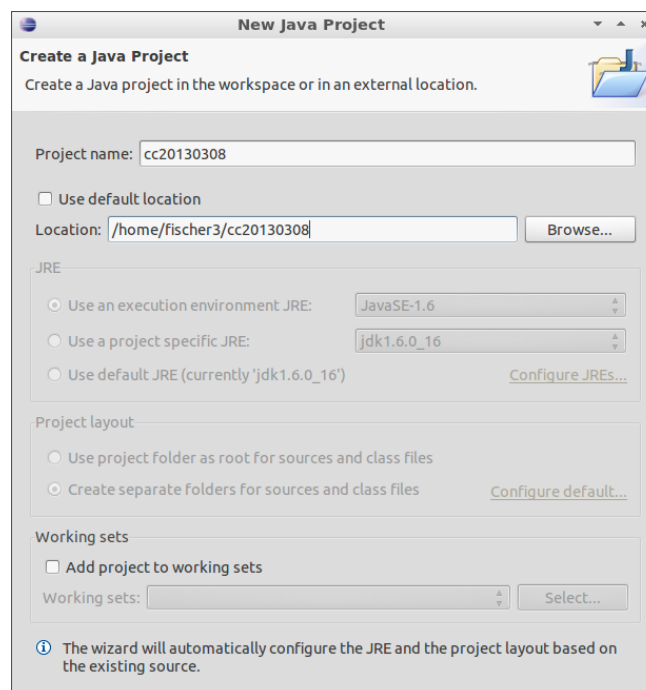 New Java Project
Create a Java Project
Create a Java project in the workspace or in an external location.
Project name: cc20130308
Use default location
Location: /home/fischer3/cc20130308 Browse...
JRE
Use an execution environment JRE: JavaSE-1.6
Use a project specific JRE: jdk1.6.0_16
Use default JRE (currently 'jdk1.6.0_16') Configure JREs...
Project layout
Use project folder as root for sources and class files
Create separate folders for sources and class files Configure default...
Working sets
Add project to working sets
Working sets: Select...
The wizard will automatically configure the JRE and the project layout based on
the existing source.